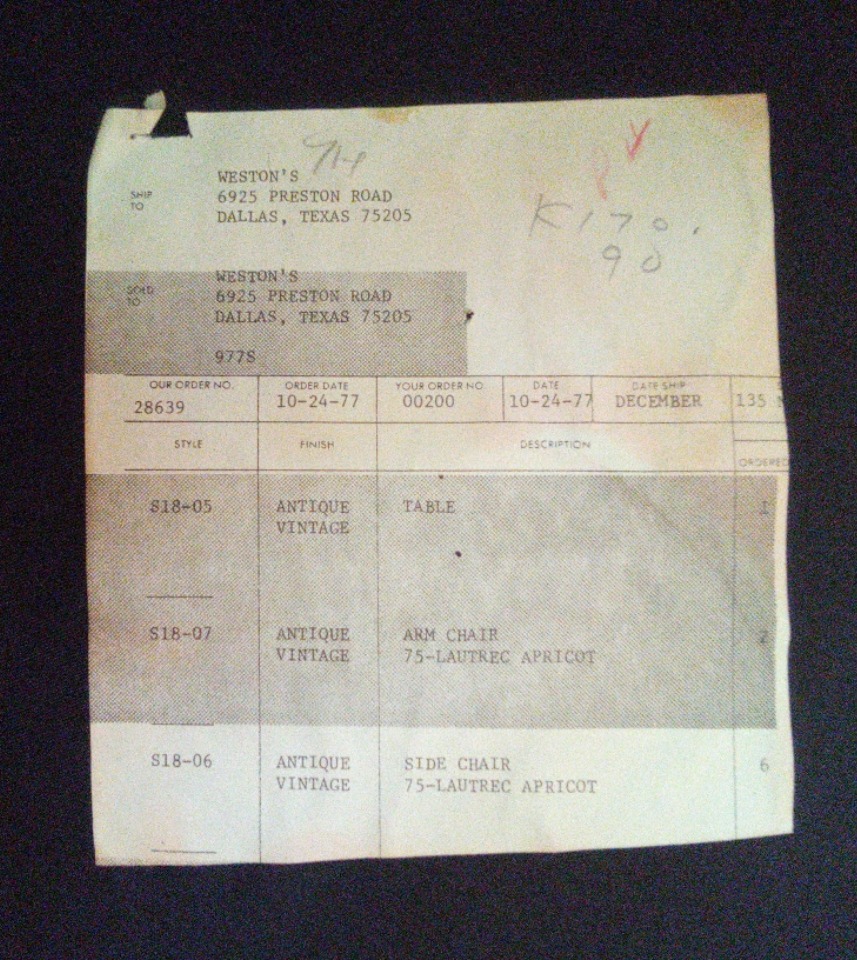 WESTON'S
SHIP TO
6925 PRESTON ROAD
DALLAS, TEXAS 75205
K170.
90
WESTON'S
SOLD TO
6925 PRESTON ROAD
DALLAS, TEXAS 75205
977S
OUR ORDER NO. ORDER DATE YOUR ORDER NO. DATE DATE SHIP
28639 10-24-77 00200 10-24-77 DECEMBER 135
STYLE FINISH DESCRIPTION ORDERED
S18-05 ANTIQUE TABLE 1
VINTAGE
S18-07 ANTIQUE ARM CHAIR 2
VINTAGE 75-LAUTREC APRICOT
S18-06 ANTIQUE SIDE CHAIR 6
VINTAGE 75-LAUTREC APRICOT